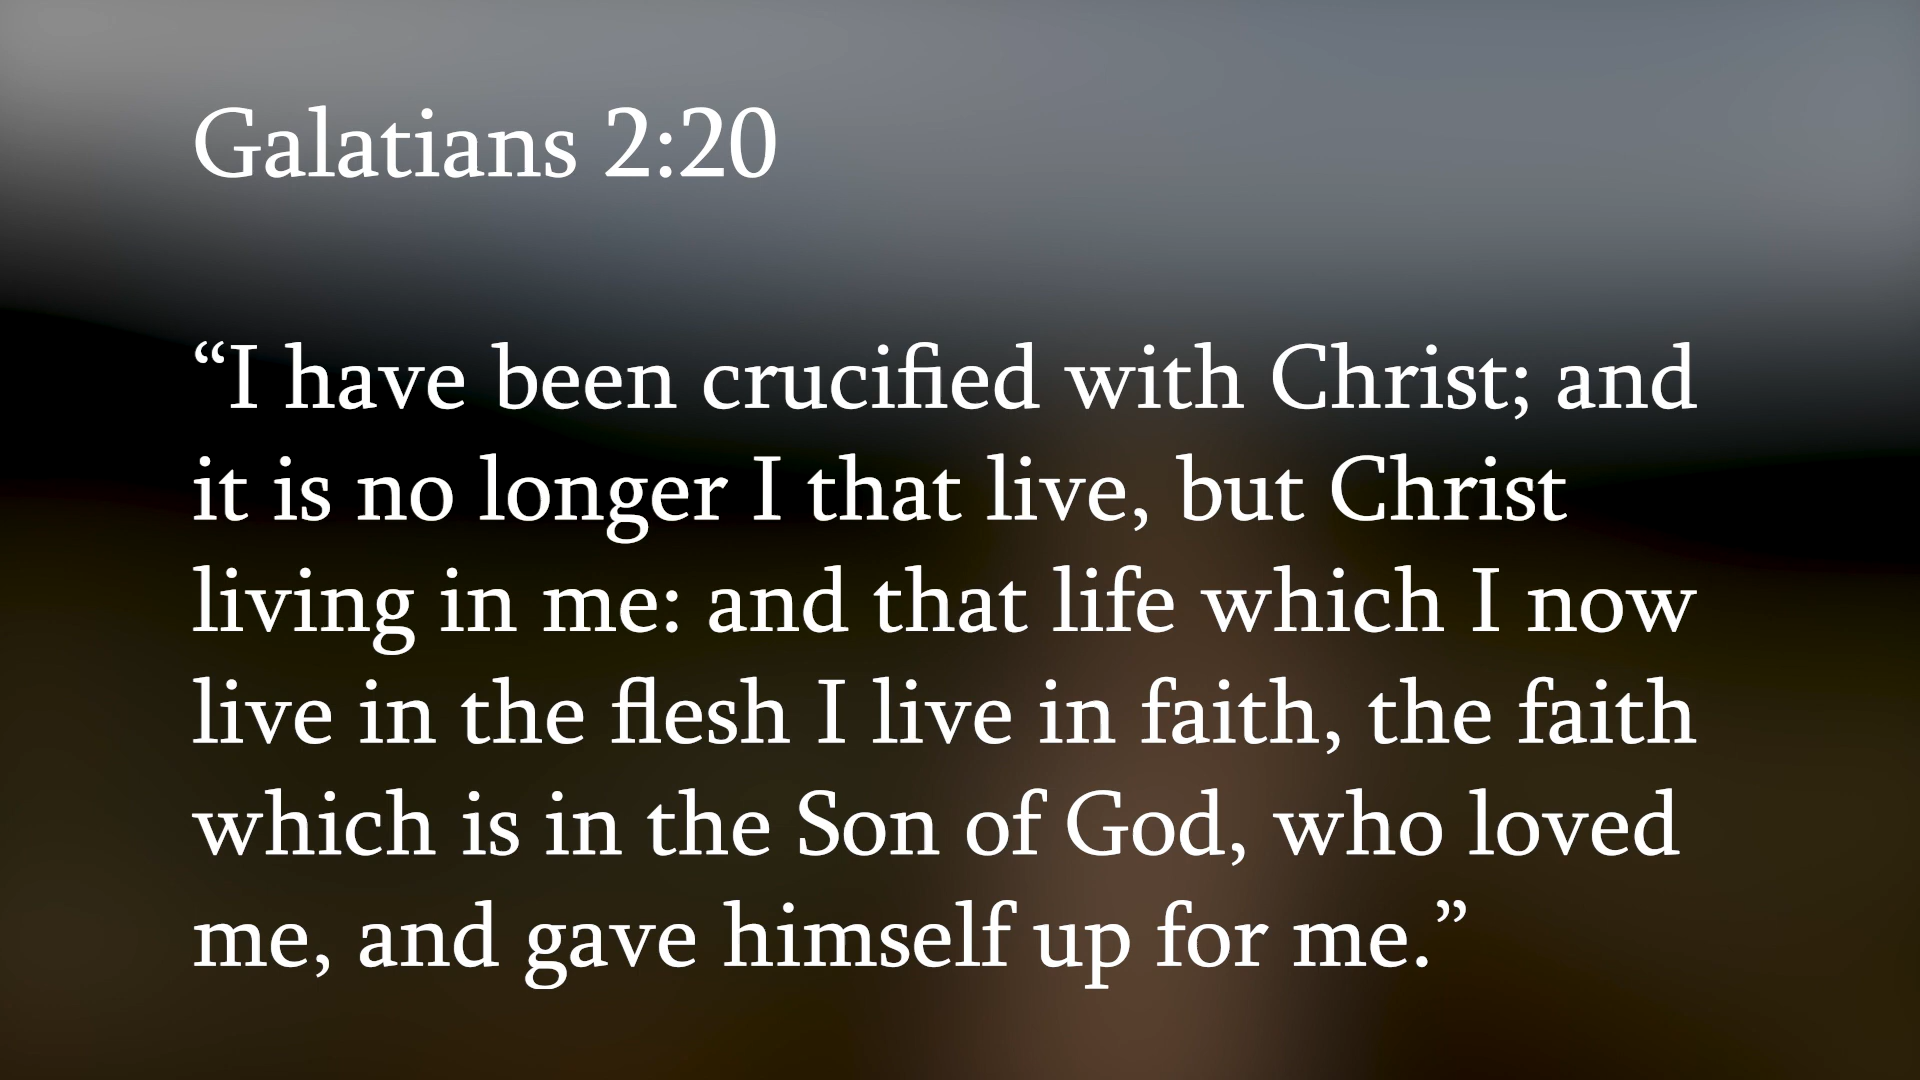 Galatians 2:20
“I have been crucified with Christ; and
it is no longer I that live, but Christ
living in me: and that life which I now
live in the flesh I live in faith, the faith
which is in the Son of God, who loved
me, and gave himself up for me.”